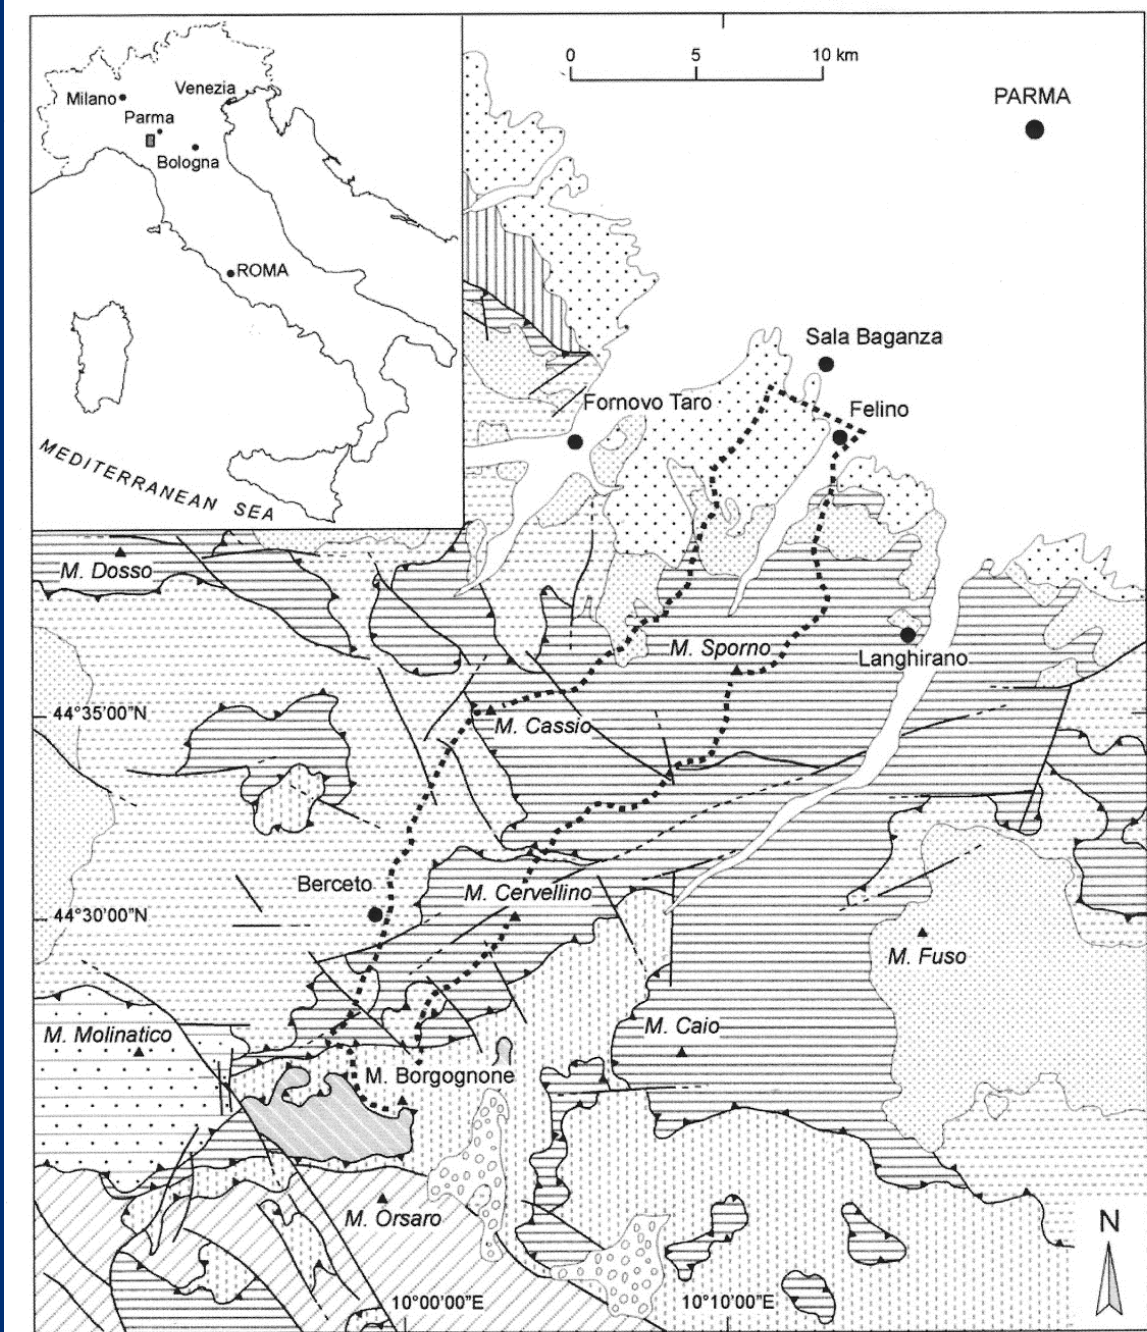 0 5 10 km
PARMA
Milano
Venezia
Parma
Bologna
ROMA
MEDITERRANEAN SEA
Sala Baganza
Fornovo Taro
Felino
M. Dosso
M. Sporno
Langhirano
44°35'00"N
M. Cassio
Berceto
M. Cervellino
44°30'00"N
M. Fuso
M. Molinatico
M. Caio
M. Borgognone
M. Orsaro
N
10°00'00"E
10°10'00"E